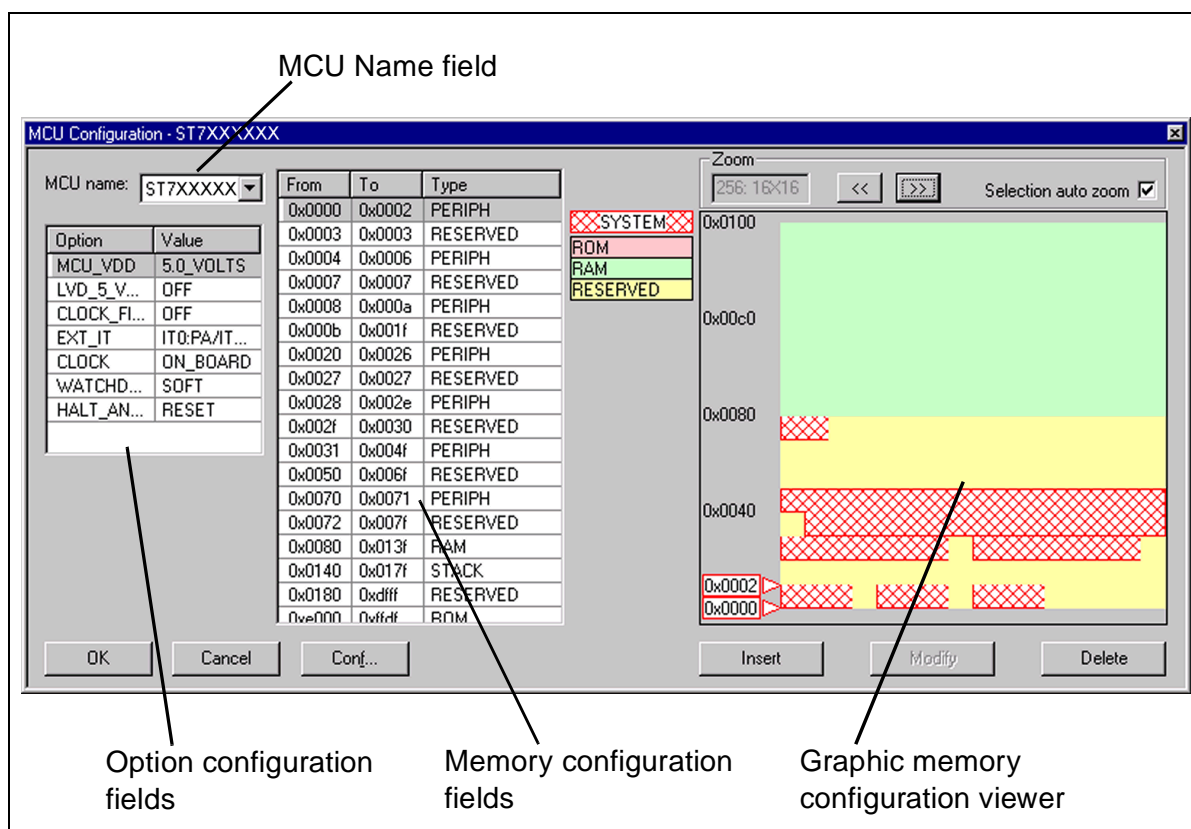 MCU Name field
MCU Configuration - ST7XXXXXX
MCU name: ST7XXXXX
Option Value
MCU_VDD 5.0_VOLTS
LVD_5_V... OFF
CLOCK_FI... OFF
EXT_IT IT0:PA/IT...
CLOCK ON_BOARD
WATCHD... SOFT
HALT_AN... RESET
From To Type
0x0000 0x0002 PERIPH
0x0003 0x0003 RESERVED
0x0004 0x0006 PERIPH
0x0007 0x0007 RESERVED
0x0008 0x000a PERIPH
0x000b 0x001f RESERVED
0x0020 0x0026 PERIPH
0x0027 0x0027 RESERVED
0x0028 0x002e PERIPH
0x002f 0x0030 RESERVED
0x0031 0x004f PERIPH
0x0050 0x006f RESERVED
0x0070 0x0071 PERIPH
0x0072 0x007f RESERVED
0x0080 0x013f RAM
0x0140 0x017f STACK
0x0180 0xdfff RESERVED
0xe000 0xffdf ROM
SYSTEM
ROM
RAM
RESERVED
Zoom
256: 16X16 << >> Selection auto zoom
0x0100
0x00c0
0x0080
0x0040
0x0002
0x0000
OK Cancel Conf... Insert Modify Delete
Option configuration
fields
Memory configuration
fields
Graphic memory
configuration viewer